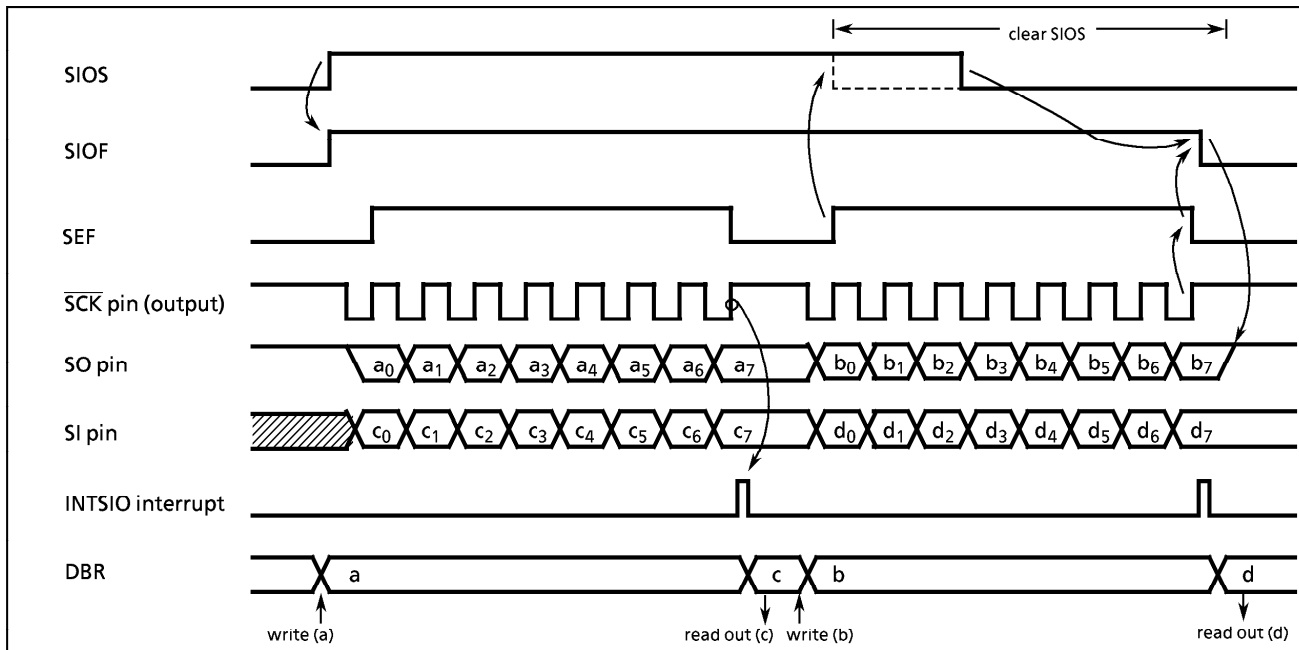 clear SIOS
SIOS
SIOF
SEF
SCK pin (output)
SO pin a0 a1 a2 a3 a4 a5 a6 a7 b0 b1 b2 b3 b4 b5 b6 b7
SI pin c0 c1 c2 c3 c4 c5 c6 c7 d0 d1 d2 d3 d4 d5 d6 d7
INTSIO interrupt
DBR a c b d
write (a) read out (c) write (b) read out (d)